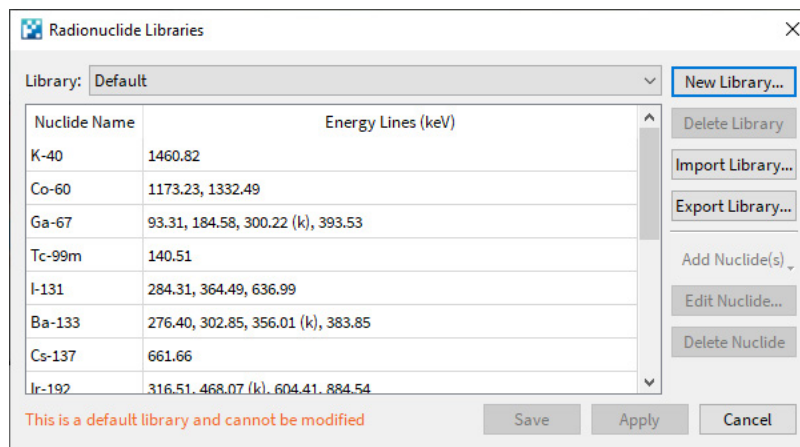 Radionuclide Libraries
Library: Default
New Library...
Nuclide Name Energy Lines (keV)
Delete Library
K-40 1460.82
Import Library...
Co-60 1173.23, 1332.49
Export Library...
Ga-67 93.31, 184.58, 300.22 (k), 393.53
Tc-99m 140.51
Add Nuclide(s)
I-131 284.31, 364.49, 636.99
Edit Nuclide...
Ba-133 276.40, 302.85, 356.01 (k), 383.85
Delete Nuclide
Cs-137 661.66
Ir-192 316.51, 468.07 (k), 604.41, 884.54
This is a default library and cannot be modified
Save Apply Cancel